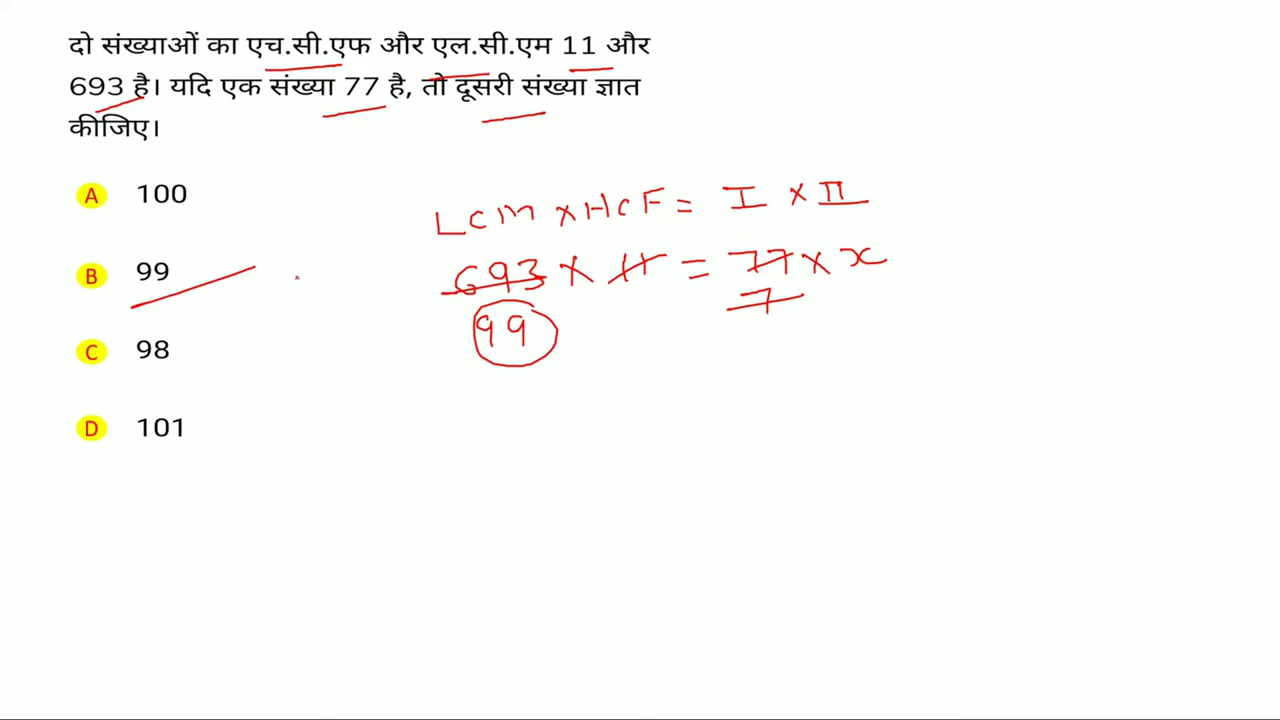 दो संख्याओं का एच.सी.एफ और एल.सी.एम 11 और
693 है। यदि एक संख्या 77 है, तो दूसरी संख्या ज्ञात
कीजिए।
A 100
B 99
C 98
D 101
LCM × HCF = I × II
693 × 11 = 77 × x
7
99